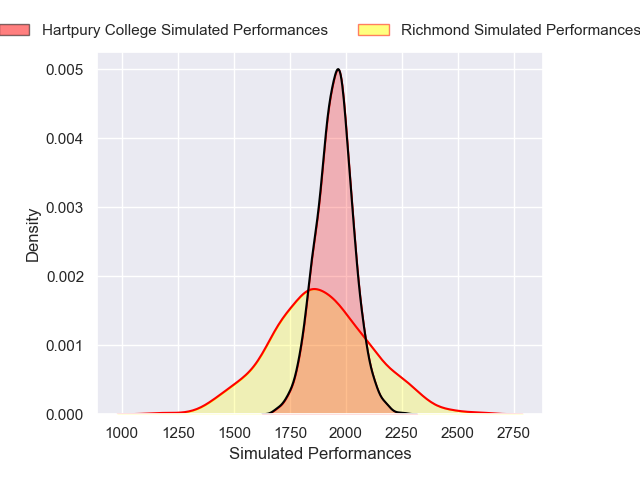 Hartpury College Simulated Performances Richmond Simulated Performances
0.005
0.004
0.003
0.002
0.001
0.000
Density
1000 1250 1500 1750 2000 2250 2500 2750
Simulated Performances